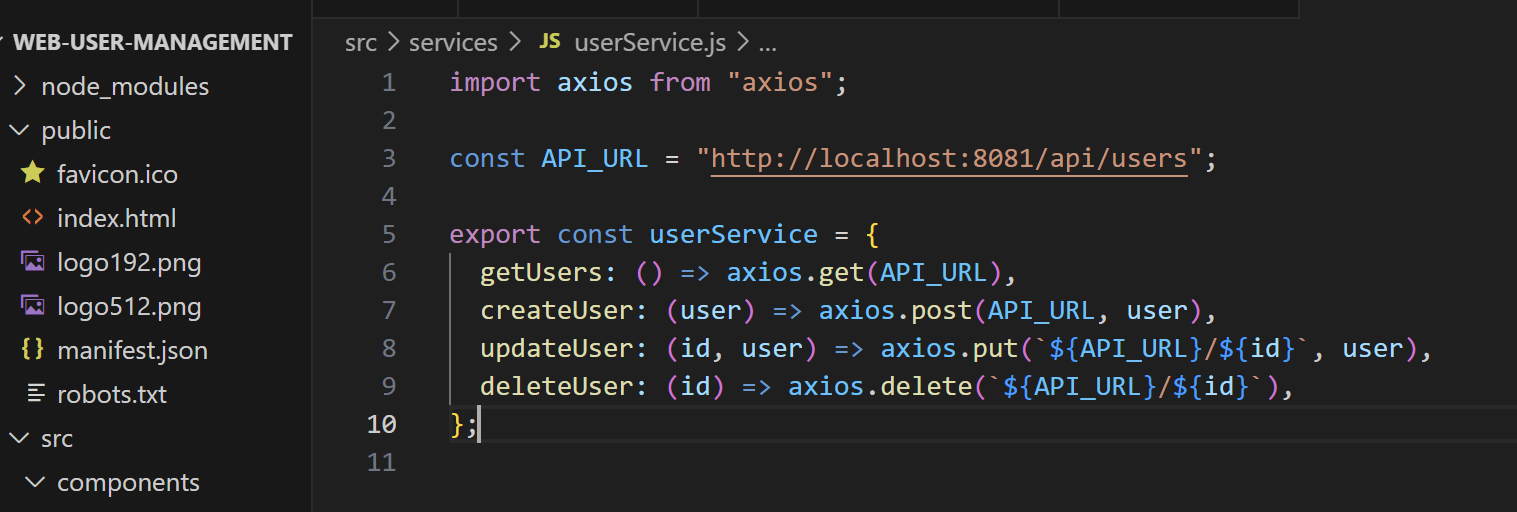 WEB-USER-MANAGEMENT
node_modules
public
favicon.ico
index.html
logo192.png
logo512.png
manifest.json
robots.txt
src
components
src > services > JS userService.js > ...
1 import axios from "axios";
2
3 const API_URL = "http://localhost:8081/api/users";
4
5 export const userService = {
6 getUsers: () => axios.get(API_URL),
7 createUser: (user) => axios.post(API_URL, user),
8 updateUser: (id, user) => axios.put(`${API_URL}/${id}`, user),
9 deleteUser: (id) => axios.delete(`${API_URL}/${id}`),
10 };
11